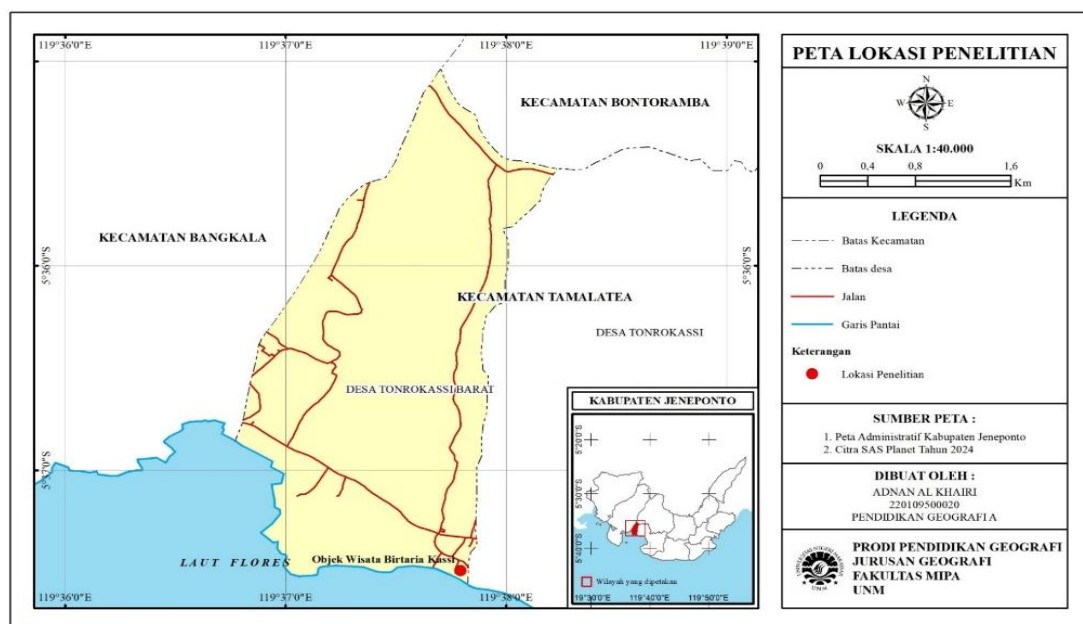 119°36'0"E 119°37'0"E 119°38'0"E 119°39'0"E
KECAMATAN BONTORAMBA
KECAMATAN BANGKALA
5°36'0"S 5°36'0"S
KECAMATAN TAMALATEA
DESA TONROKASSI
DESA TONROKASSI BARAT
5°37'0"S
LAUT FLORES
Objek Wisata Birtaria Kassi
119°36'0"E 119°37'0"E 119°38'0"E
KABUPATEN JENEPONTO
5°20'0"S
5°30'0"S
5°40'0"S
Wilayah yang dipetakan
119°30'0"E 119°40'0"E 119°50'0"E
PETA LOKASI PENELITIAN
N
W E
S
SKALA 1:40.000
0 0,4 0,8 1,6
Km
LEGENDA
Batas Kecamatan
Batas desa
Jalan
Garis Pantai
Keterangan
Lokasi Penelitian
SUMBER PETA :
1. Peta Administratif Kabupaten Jeneponto
2. Citra SAS Planet Tahun 2024
DIBUAT OLEH :
ADNAN AL KHAIRI
220109500020
PENDIDIKAN GEOGRAFI A
UNM
PRODI PENDIDIKAN GEOGRAFI
JURUSAN GEOGRAFI
FAKULTAS MIPA
UNM